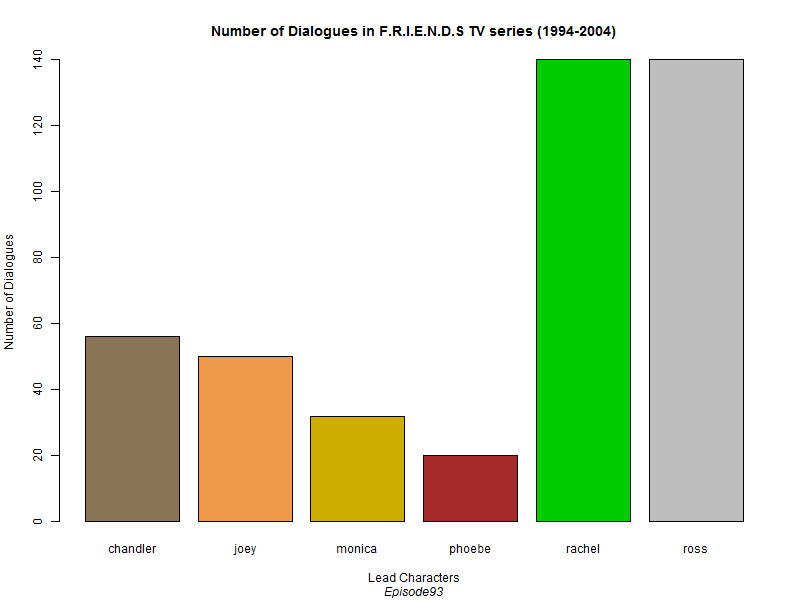 Number of Dialogues in F.R.I.E.N.D.S TV series (1994-2004)
Number of Dialogues
140
120
100
80
60
40
20
0
chandler joey monica phoebe rachel ross
Lead Characters
Episode93